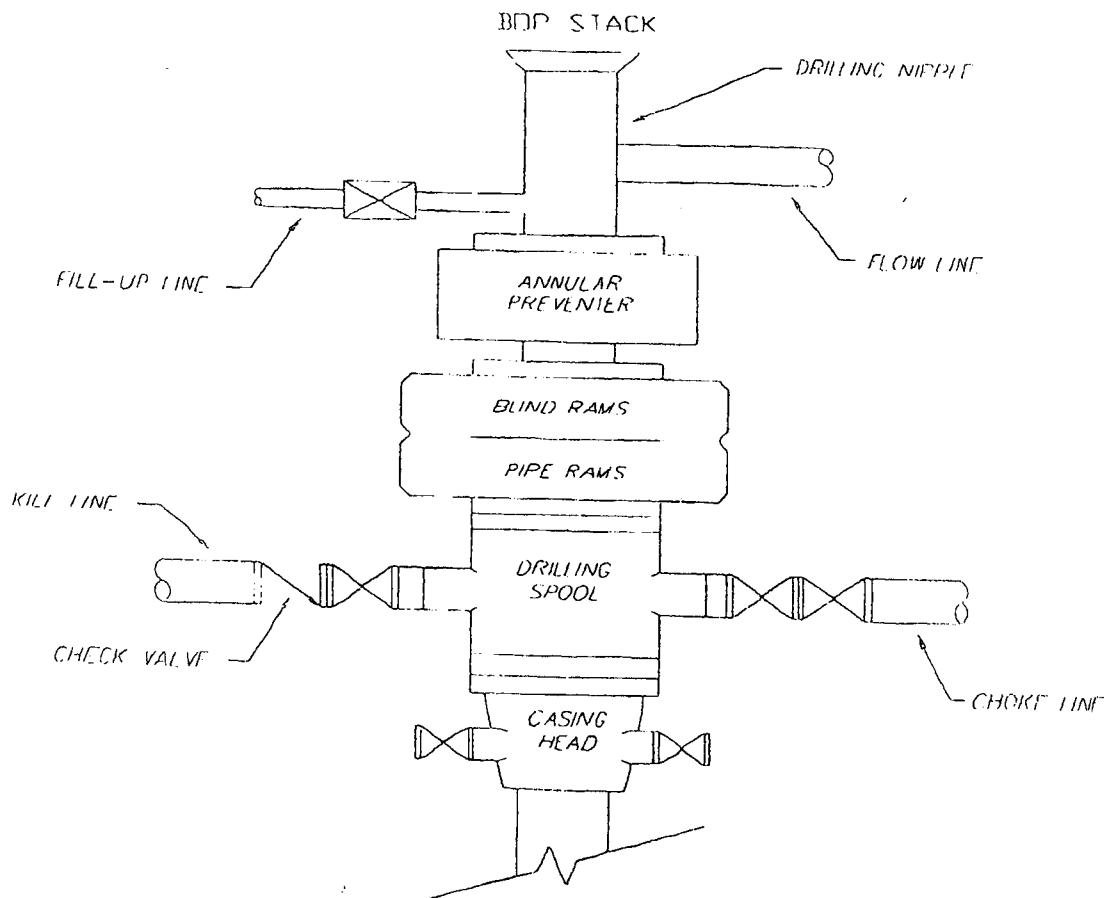 BOP STACK
DRILLING NIPPLE
FILL-UP LINE
FLOW LINE
ANNULAR
PREVENIER
BLIND RAMS
PIPE RAMS
KILL LINE
DRILLING
SPOOL
CHECK VALVE
CHOKE LINE
CASING
HEAD